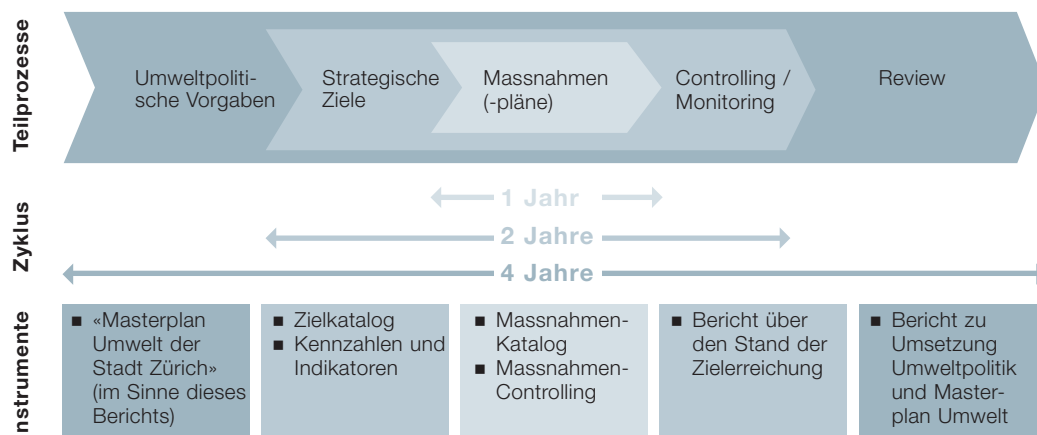 Teilprozesse
Umweltpoliti-
sche Vorgaben
Strategische
Ziele
Massnahmen
(-pläne)
Controlling /
Monitoring
Review
Zyklus
1 Jahr
2 Jahre
4 Jahre
nstrumente
■ «Masterplan
Umwelt der
Stadt Zürich»
(im Sinne dieses
Berichts)
■ Zielkatalog
■ Kennzahlen und
Indikatoren
■ Massnahmen-
Katalog
■ Massnahmen-
Controlling
■ Bericht über
den Stand der
Zielerreichung
■ Bericht zu
Umsetzung
Umweltpolitik
und Master-
plan Umwelt